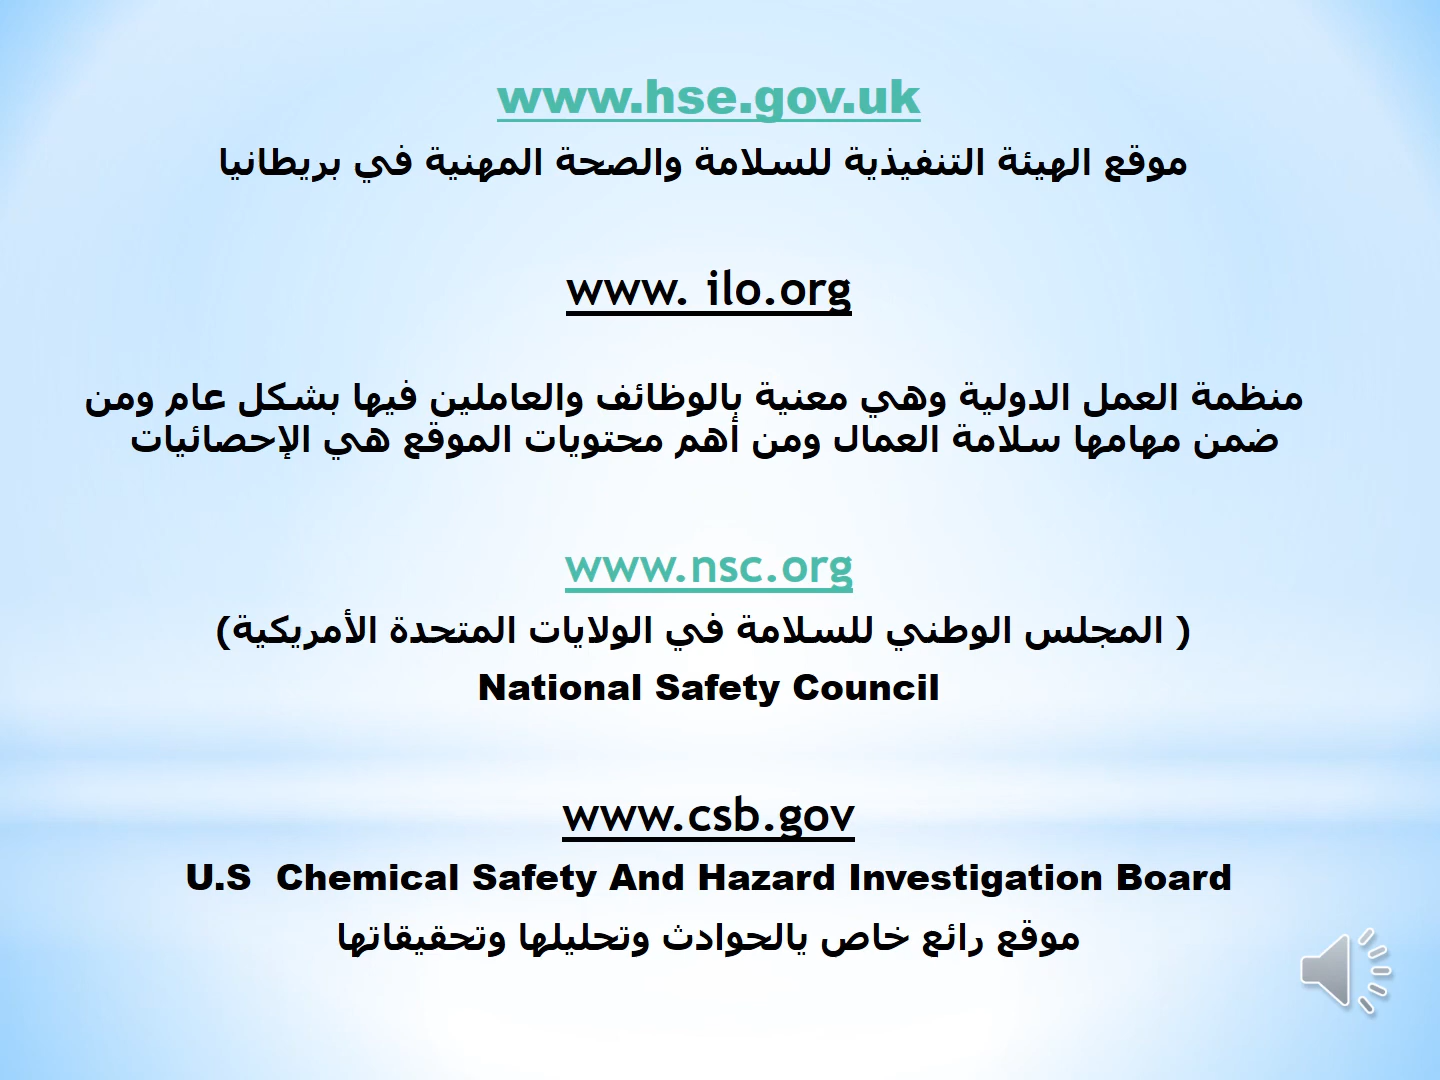 www.hse.gov.uk
موقع الهيئة التنفيذية للسلامة والصحة المهنية في بريطانيا
www. ilo.org
منظمة العمل الدولية وهي معنية بالوظائف والعاملين فيها بشكل عام ومن
ضمن مهامها سلامة العمال ومن أهم محتويات الموقع هي الإحصائيات
www.nsc.org
( المجلس الوطني للسلامة في الولايات المتحدة الأمريكية)
National Safety Council
www.csb.gov
U.S  Chemical Safety And Hazard Investigation Board
موقع رائع خاص يالحوادث وتحليلها وتحقيقاتها